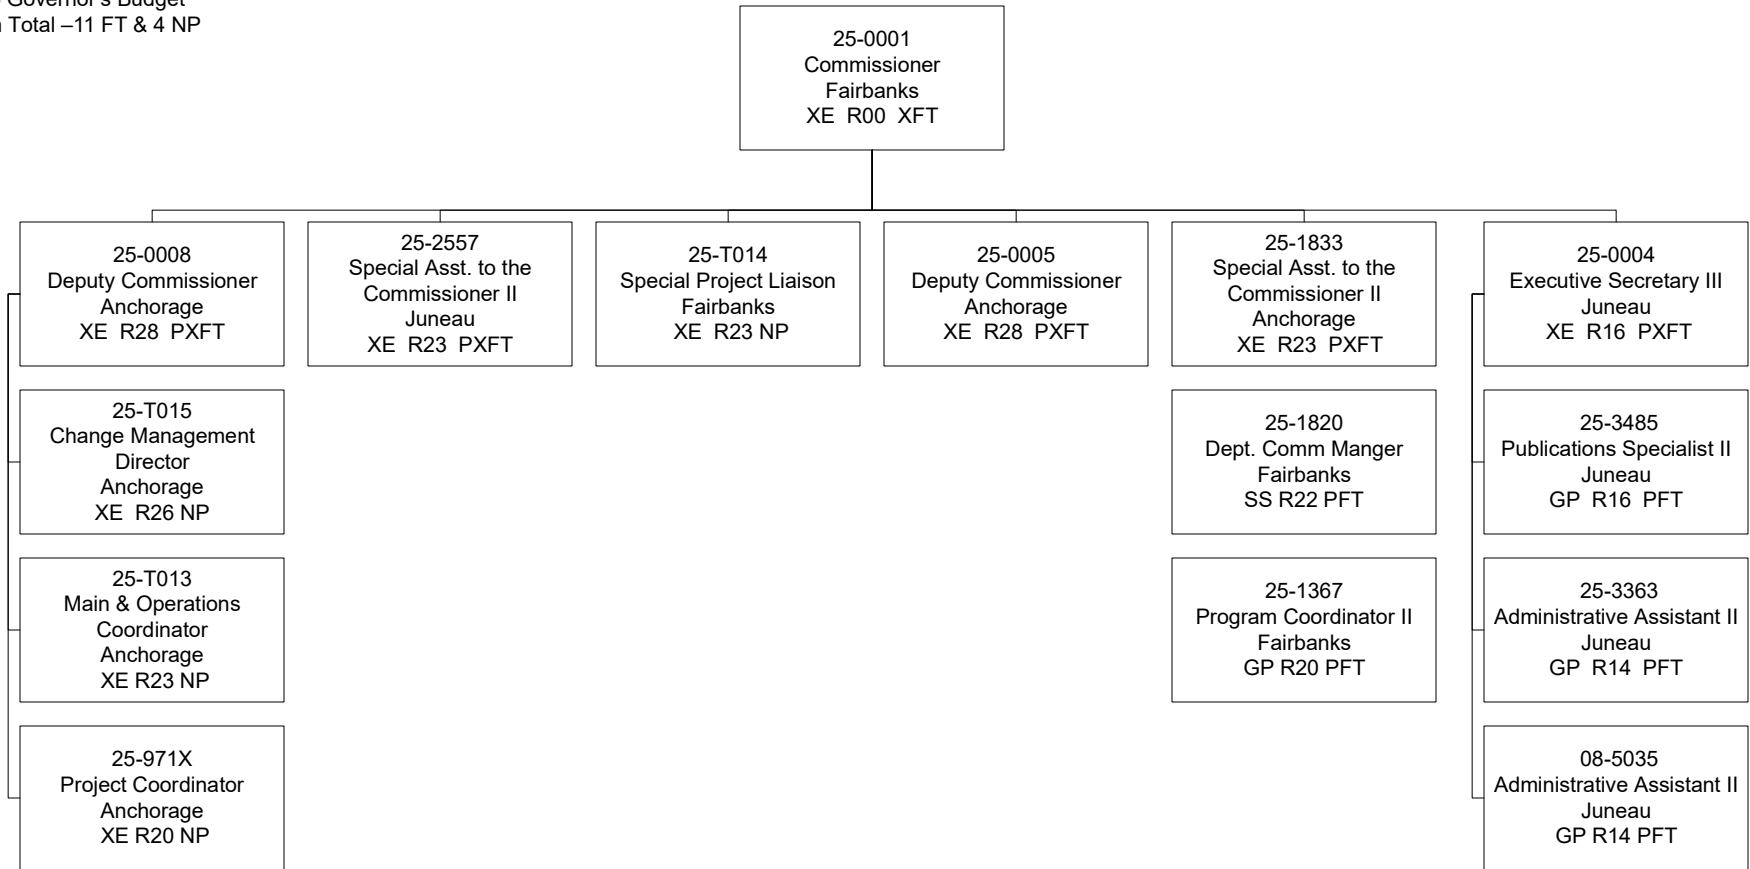 Governor's Budget
Total –11 FT & 4 NP
25-0001
Commissioner
Fairbanks
XE R00 XFT
25-0008
Deputy Commissioner
Anchorage
XE R28 PXFT
25-2557
Special Asst. to the
Commissioner II
Juneau
XE R23 PXFT
25-T014
Special Project Liaison
Fairbanks
XE R23 NP
25-0005
Deputy Commissioner
Anchorage
XE R28 PXFT
25-1833
Special Asst. to the
Commissioner II
Anchorage
XE R23 PXFT
25-0004
Executive Secretary III
Juneau
XE R16 PXFT
25-T015
Change Management
Director
Anchorage
XE R26 NP
25-1820
Dept. Comm Manger
Fairbanks
SS R22 PFT
25-3485
Publications Specialist II
Juneau
GP R16 PFT
25-T013
Main & Operations
Coordinator
Anchorage
XE R23 NP
25-1367
Program Coordinator II
Fairbanks
GP R20 PFT
25-3363
Administrative Assistant II
Juneau
GP R14 PFT
25-971X
Project Coordinator
Anchorage
XE R20 NP
08-5035
Administrative Assistant II
Juneau
GP R14 PFT